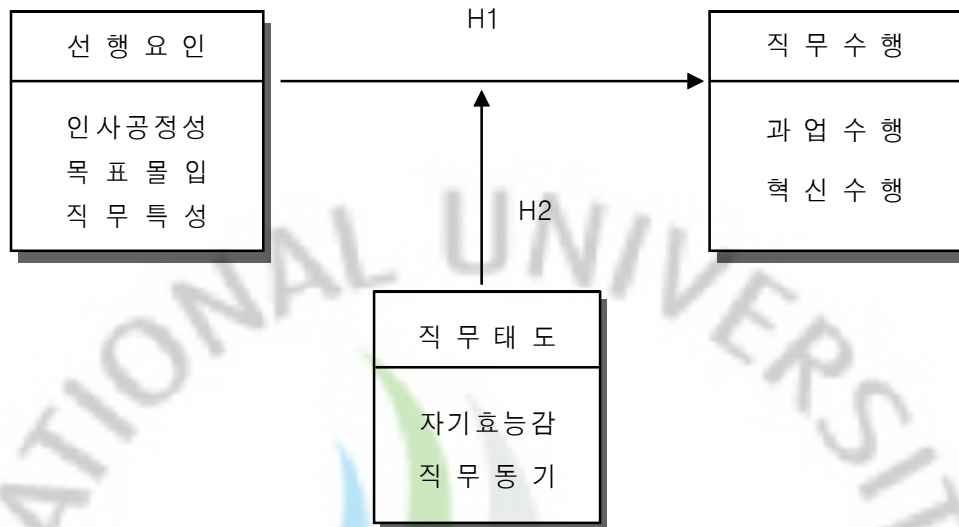 H1
선 행 요 인
인사공정성
목 표 몰 입
직 무 특 성
직 무 수 행
과 업 수 행
혁 신 수 행
H2
직 무 태 도
자기효능감
직 무 동 기
ATIONAL UNIVERSIT